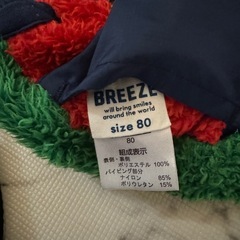 BREEZE
will bring smiles
around the world
size 80
80
組成表示
表側・裏側
ポリエステル 100%
パイピング部分
ナイロン 85%
ポリウレタン 15%